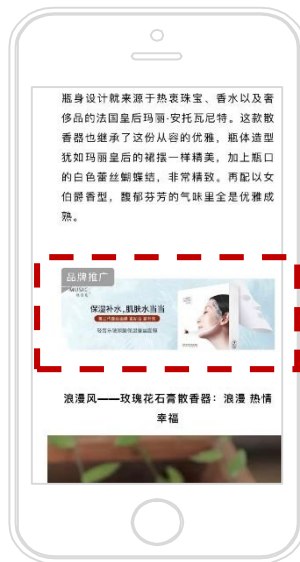 瓶身设计就来源于热衷珠宝、香水以及奢
侈品的法国皇后玛丽·安托瓦尼特。这款散
香器也继承了这份从容的优雅，瓶体造型
犹如玛丽皇后的裙摆一样精美，加上瓶口
的白色蕾丝蝴蝶结，非常精致。再配以女
伯爵香型，馥郁芬芳的气味里全是优雅成
熟。
品牌推广
保湿补水，肌肤水当当
浪漫风——玫瑰花石膏散香器：浪漫 热情
幸福